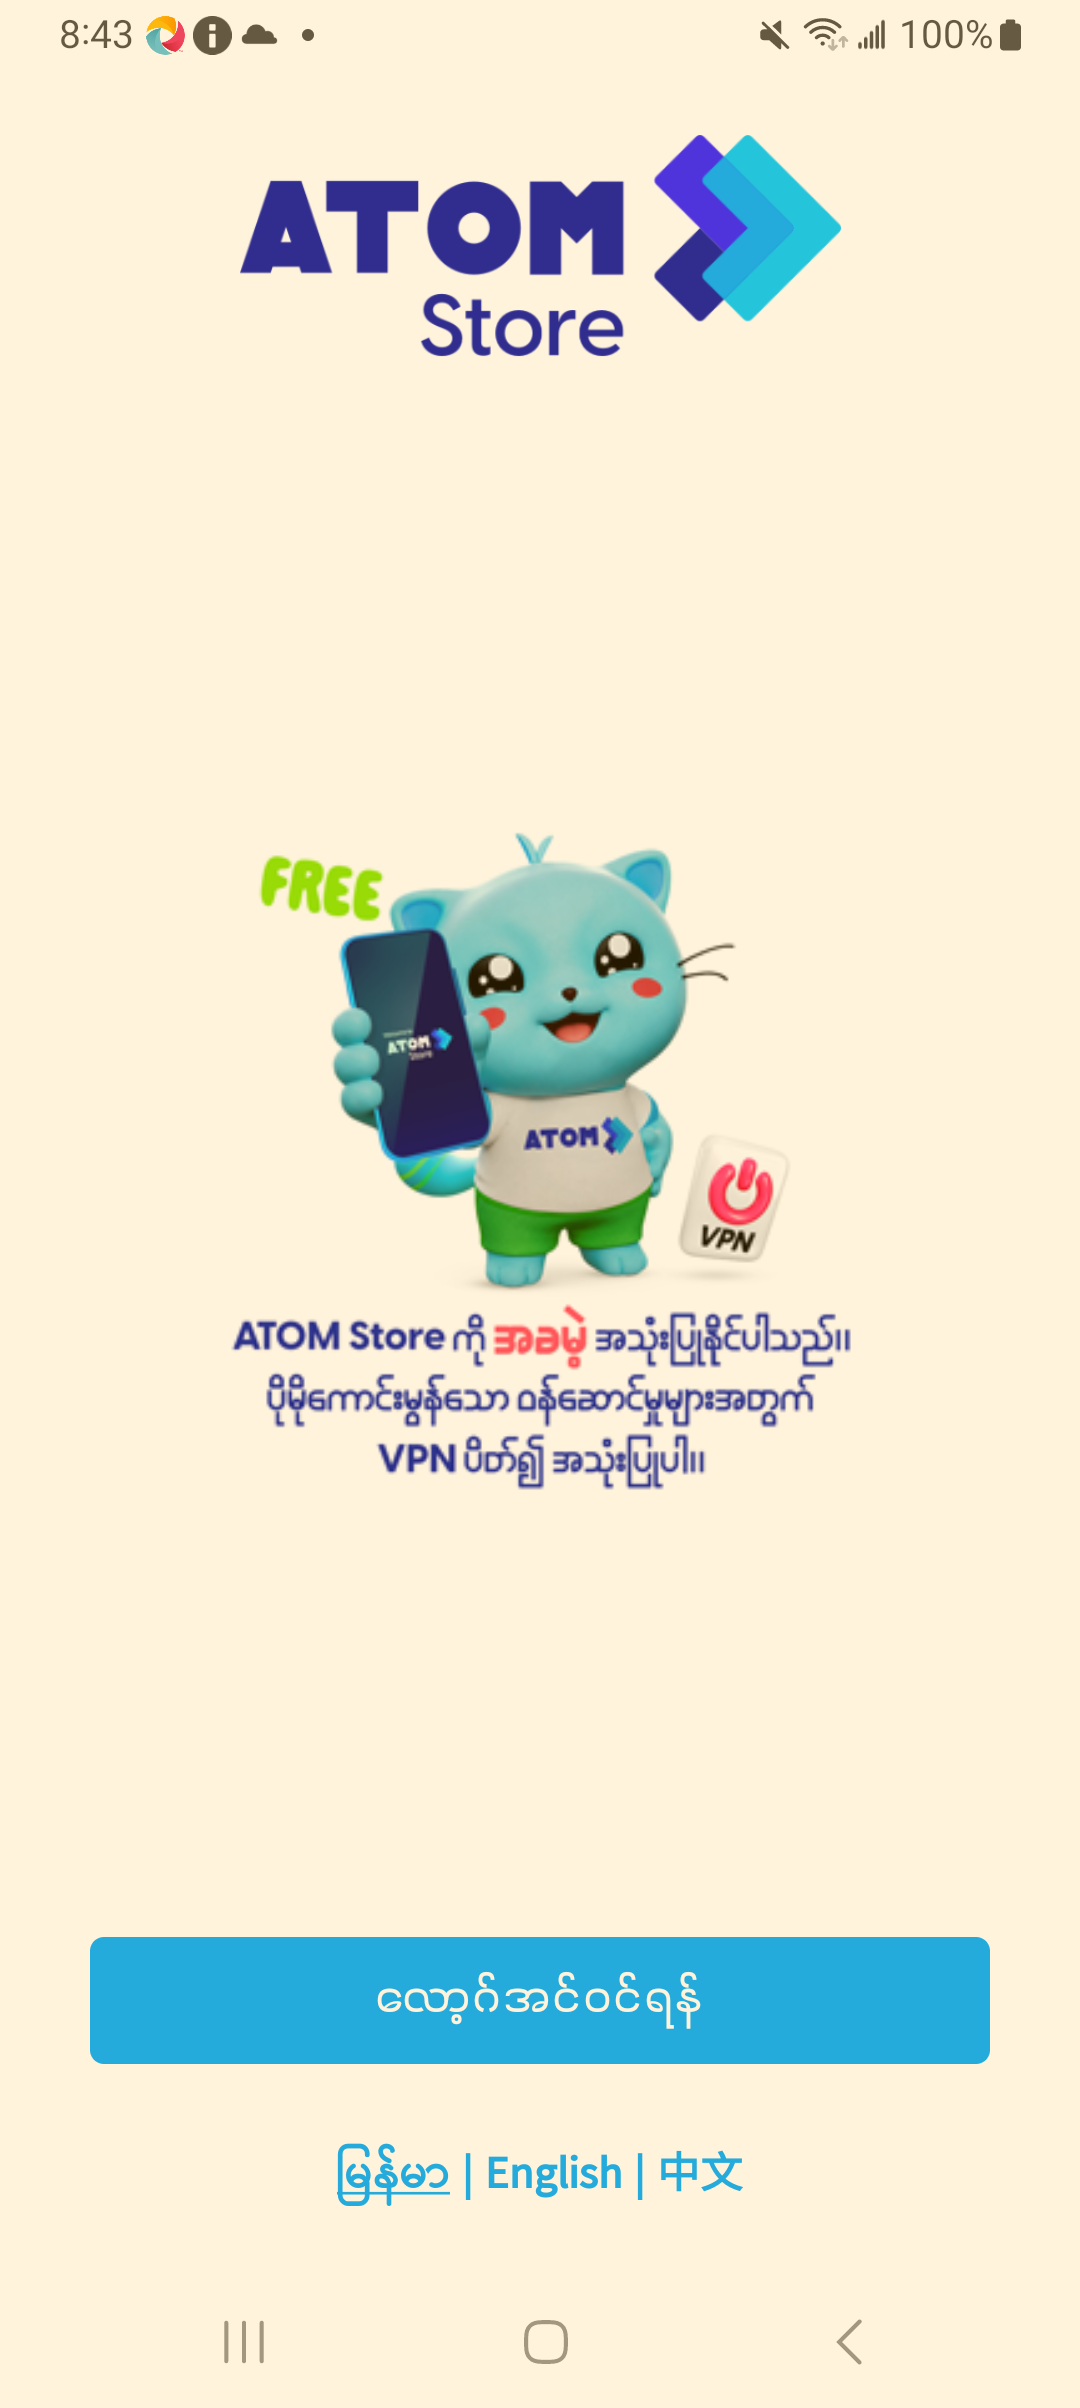 8:43
100%
ATOM
Store
FREE
ATOM
Store
ATOM
VPN
ATOM Store ကို အခမဲ့ အသုံးပြုနိုင်ပါသည်။
ပိုမိုကောင်းမွန်သော ဝန်ဆောင်မှုများအတွက်
VPN ပိတ်၍ အသုံးပြုပါ။
လော့ဂ်အင်ဝင်ရန်
မြန်မာ | English | 中文